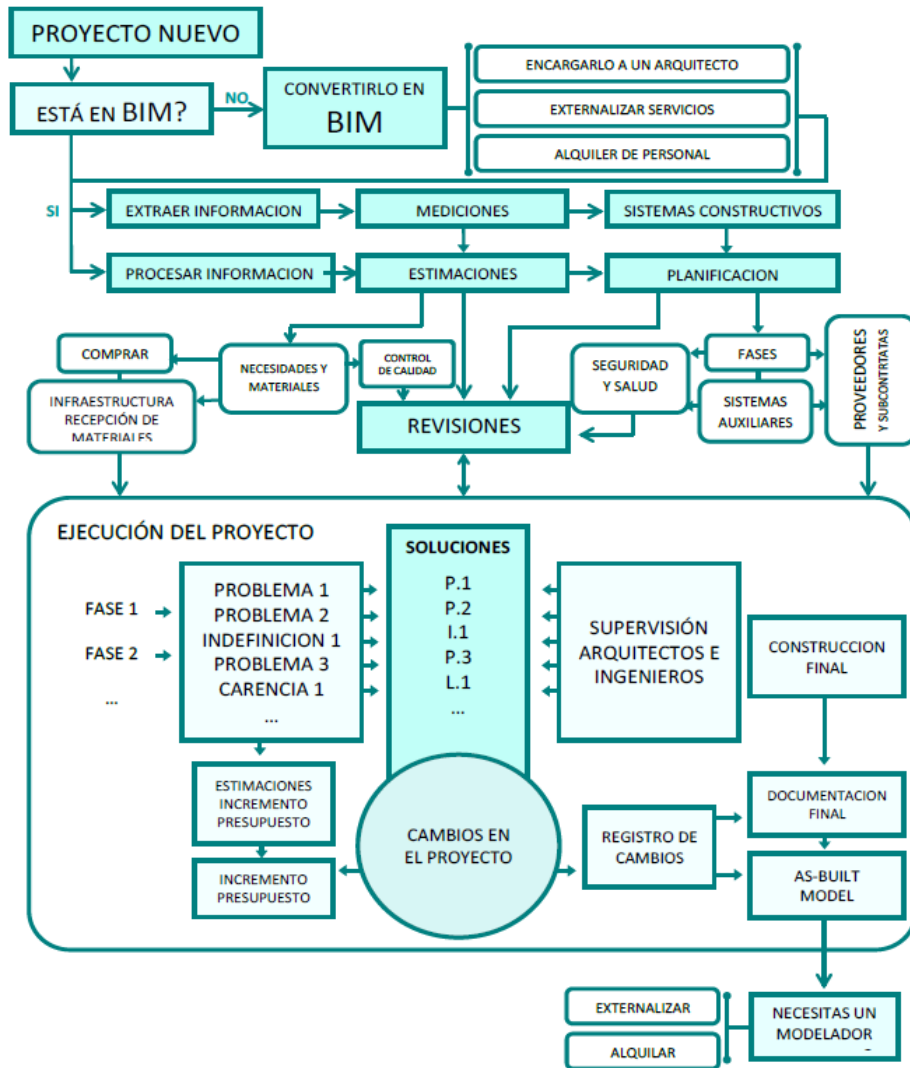 PROYECTO NUEVO
ESTÁ EN BIM?
NO
CONVERTIRLO EN
BIM
ENCARGARLO A UN ARQUITECTO
EXTERNALIZAR SERVICIOS
ALQUILER DE PERSONAL
SI
EXTRAER INFORMACION
MEDICIONES
SISTEMAS CONSTRUCTIVOS
PROCESAR INFORMACION
ESTIMACIONES
PLANIFICACION
COMPRAR
INFRAESTRUCTURA
RECEPCIÓN DE
MATERIALES
NECESIDADES Y
MATERIALES
CONTROL
DE CALIDAD
REVISIONES
SEGURIDAD
Y SALUD
FASES
SISTEMAS
AUXILIARES
PROVEEDORES
Y SUBCONTRTATAS
EJECUCIÓN DEL PROYECTO
FASE 1
FASE 2
...
PROBLEMA 1
PROBLEMA 2
INDEFINICION 1
PROBLEMA 3
CARENCIA 1
...
SOLUCIONES
P.1
P.2
I.1
P.3
L.1
...
SUPERVISIÓN
ARQUITECTOS E
INGENIEROS
CONSTRUCCION
FINAL
ESTIMACIONES
INCREMENTO
PRESUPUESTO
INCREMENTO
PRESUPUESTO
CAMBIOS EN
EL PROYECTO
REGISTRO DE
CAMBIOS
DOCUMENTACION
FINAL
AS-BUILT
MODEL
EXTERNALIZAR
ALQUILAR
NECESITAS UN
MODELADOR